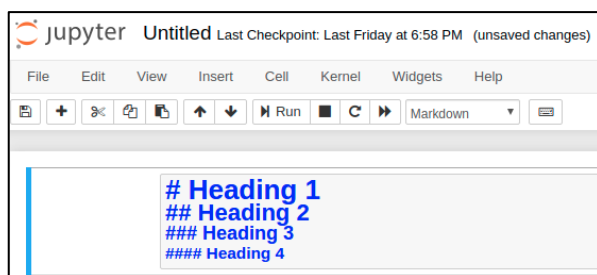 jupyter Untitled Last Checkpoint: Last Friday at 6:58 PM (unsaved changes)
File Edit View Insert Cell Kernel Widgets Help
Run Markdown
# Heading 1
## Heading 2
### Heading 3
#### Heading 4